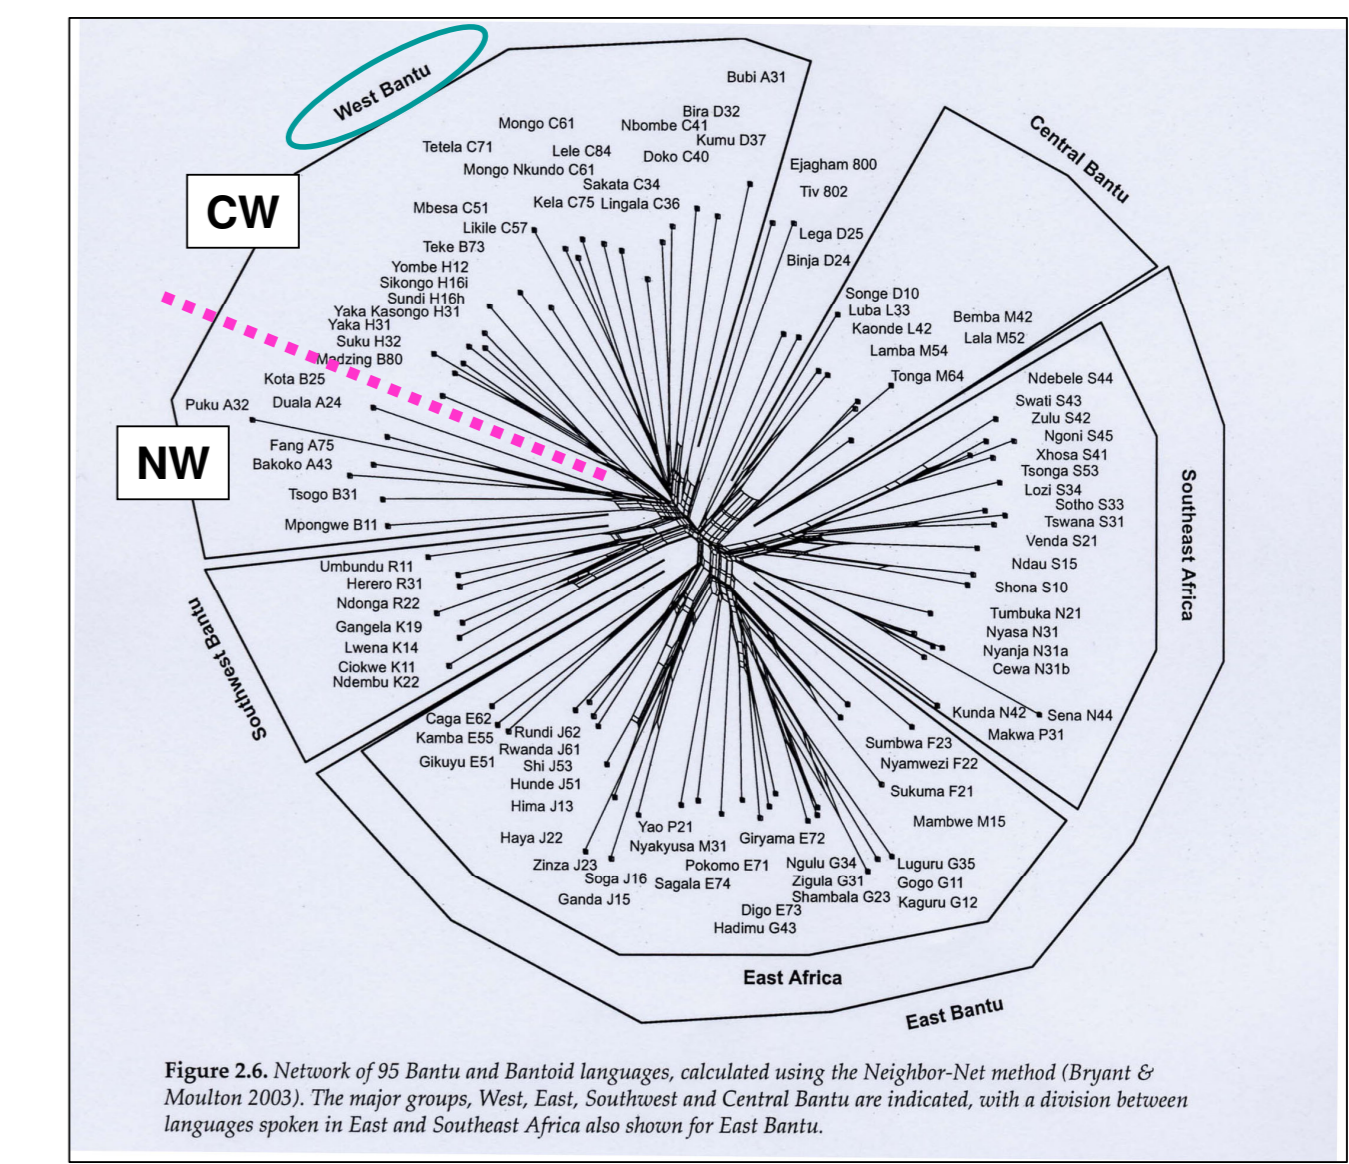 West Bantu
CW
NW
Bubi A31
Bira D32
Mongo C61
Nbombe C41
Kumu D37
Tetela C71
Lele C84
Doko C40
Mongo Nkundo C61
Sakata C34
Kela C75
Lingala C36
Mbesa C51
Likile C57
Teke B73
Yombe H12
Sikongo H16i
Sundi H16h
Yaka Kasongo H31
Yaka H31
Suku H32
Madzing B80
Kota B25
Duala A24
Puku A32
Fang A75
Bakoko A43
Tsogo B31
Mpongwe B11
Ejagham 800
Tiv 802
Lega D25
Binja D24
Central Bantu
Songe D10
Luba L33
Kaonde L42
Lamba M54
Tonga M64
Bemba M42
Lala M52
Southeast Africa
Ndebele S44
Swati S43
Zulu S42
Ngoni S45
Xhosa S41
Tsonga S53
Lozi S34
Sotho S33
Tswana S31
Venda S21
Ndau S15
Shona S10
Tumbuka N21
Nyasa N31
Nyanja N31a
Cewa N31b
Kunda N42
Sena N44
Makwa P31
Southwest Bantu
Umbundu R11
Herero R31
Ndonga R22
Gangela K19
Lwena K14
Ciokwe K11
Ndembu K22
Caga E62
Kamba E55
Gikuyu E51
Rundi J62
Rwanda J61
Shi J53
Hunde J51
Hima J13
Haya J22
Zinza J23
Soga J16
Ganda J15
Yao P21
Nyakyusa M31
Pokomo E71
Sagala E74
Giryama E72
Digo E73
Hadimu G43
Ngulu G34
Zigula G31
Shambala G23
Luguru G35
Gogo G11
Kaguru G12
Sumbwa F23
Nyamwezi F22
Sukuma F21
Mambwe M15
East Africa
East Bantu
Figure 2.6. Network of 95 Bantu and Bantoid languages, calculated using the Neighbor-Net method (Bryant &
Moulton 2003). The major groups, West, East, Southwest and Central Bantu are indicated, with a division between
languages spoken in East and Southeast Africa also shown for East Bantu.